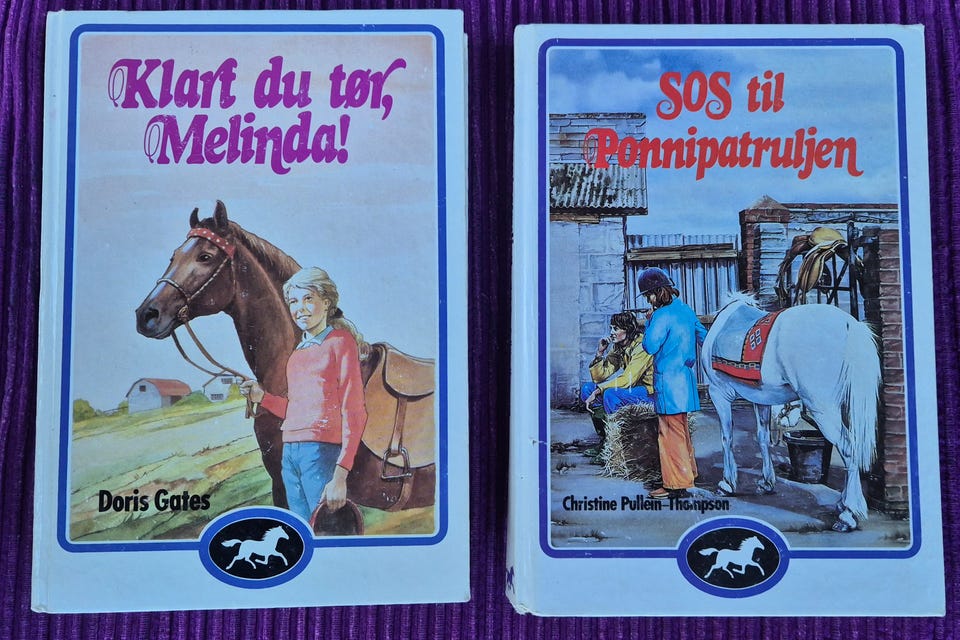 Klart du tør,
Melinda!
Doris Gates
SOS til
Ponnipatruljen
Christine Pullein-Thompson